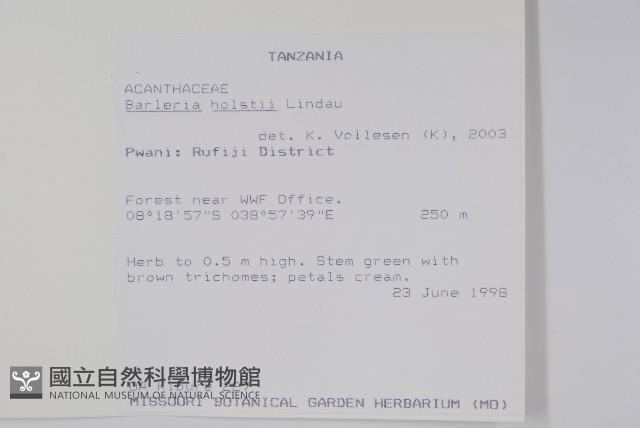 TANZANIA
ACANTHACEAE
Barleria holstii Lindau
det. K. Vollesen (K), 2003
Pwani: Rufiji District
Forest near WWF Office.
08°18'57"S 038°57'39"E 250 m
Herb to 0.5 m high. Stem green with
brown trichomes; petals cream.
23 June 1998
國立自然科學博物館
NATIONAL MUSEUM OF NATURAL SCIENCE
MISSOURI BOTANICAL GARDEN HERBARIUM (MO)